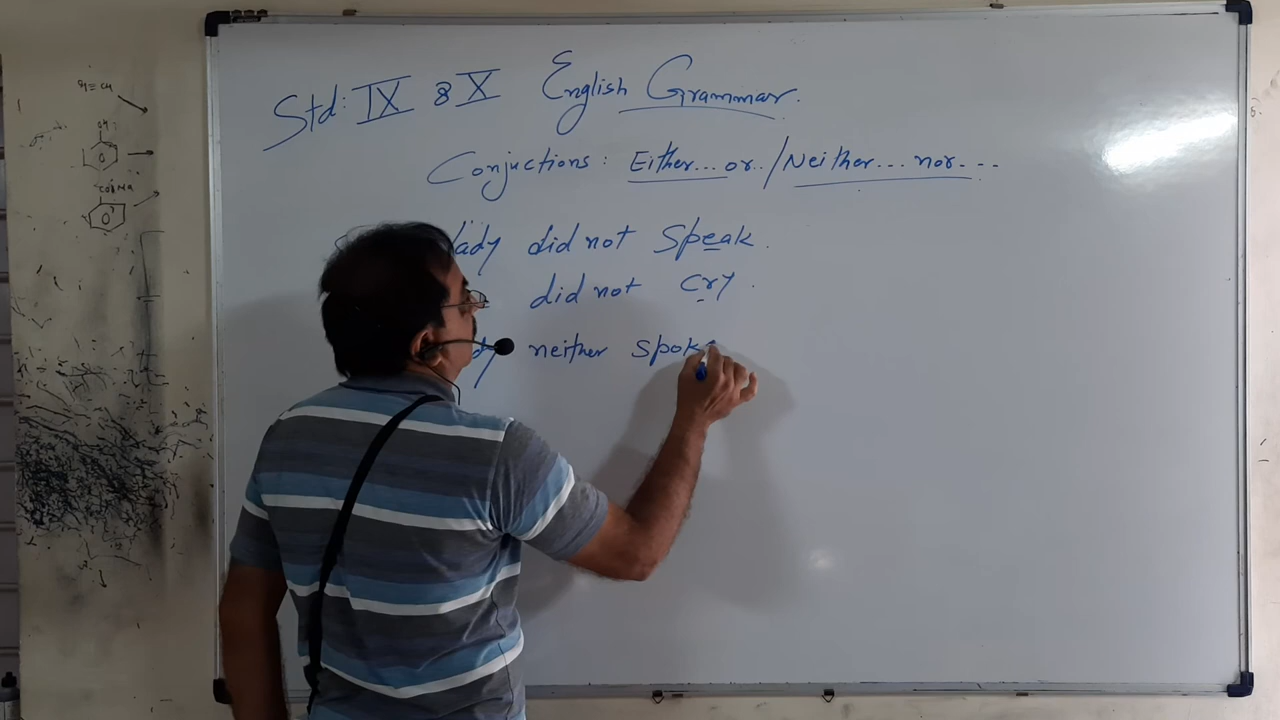 Std: IX & X English Grammar.
Conjuctions: Either...or../Neither...nor....
lady did not Speak.
did not Cry.
neither spoke